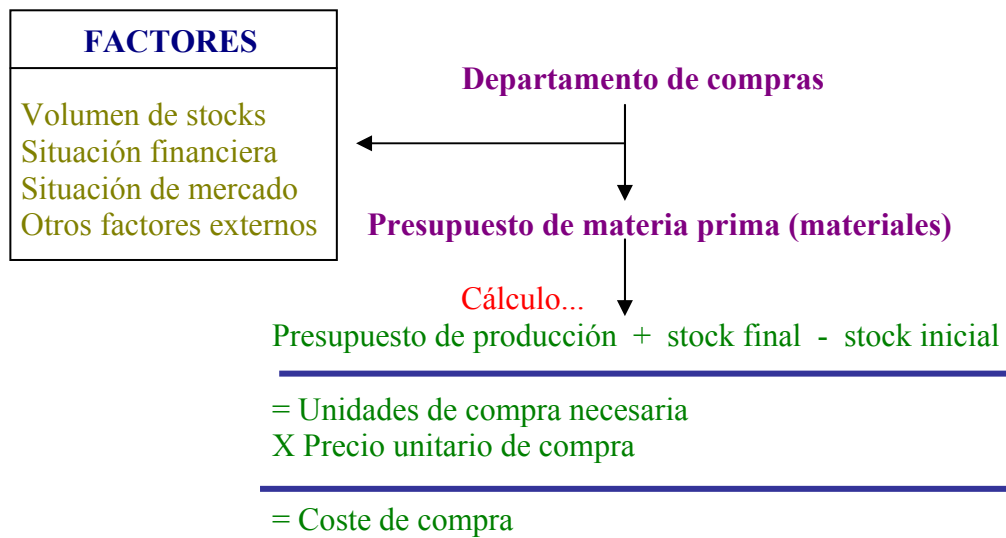 FACTORES
Volumen de stocks
Situación financiera
Situación de mercado
Otros factores externos
Departamento de compras
Presupuesto de materia prima (materiales)
Cálculo...
Presupuesto de producción + stock final - stock inicial
= Unidades de compra necesaria
X Precio unitario de compra
= Coste de compra